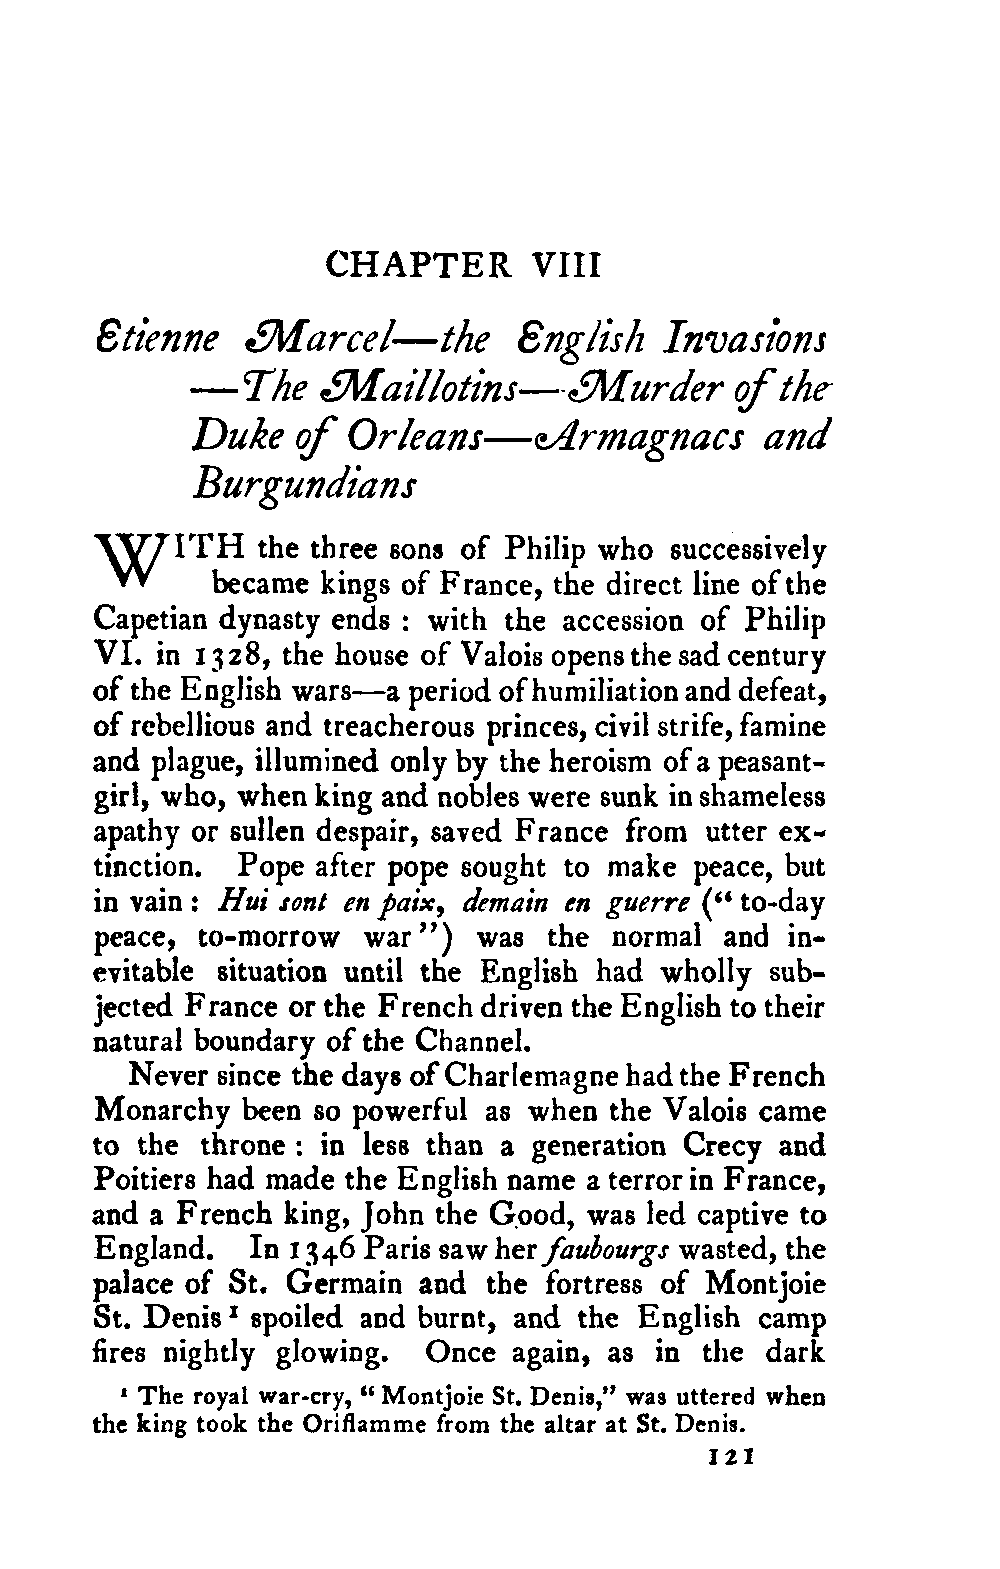 CHAPTER VIII
Etienne Marcel—the English Invasions
—The Maillotins—Murder of the
Duke of Orleans—Armagnacs and
Burgundians
WITH the three sons of Philip who successively
became kings of France, the direct line of the
Capetian dynasty ends : with the accession of Philip
VI. in 1328, the house of Valois opens the sad century
of the English wars—a period of humiliation and defeat,
of rebellious and treacherous princes, civil strife, famine
and plague, illumined only by the heroism of a peasant-
girl, who, when king and nobles were sunk in shameless
apathy or sullen despair, saved France from utter ex-
tinction. Pope after pope sought to make peace, but
in vain : Hui sont en paix, demain en guerre (“ to-day
peace, to-morrow war”) was the normal and in-
evitable situation until the English had wholly sub-
jected France or the French driven the English to their
natural boundary of the Channel.
Never since the days of Charlemagne had the French
Monarchy been so powerful as when the Valois came
to the throne : in less than a generation Crecy and
Poitiers had made the English name a terror in France,
and a French king, John the Good, was led captive to
England. In 1346 Paris saw her faubourgs wasted, the
palace of St. Germain and the fortress of Montjoie
St. Denis 1 spoiled and burnt, and the English camp
fires nightly glowing. Once again, as in the dark
1 The royal war-cry, “ Montjoie St. Denis,” was uttered when
the king took the Oriflamme from the altar at St. Denis.
121